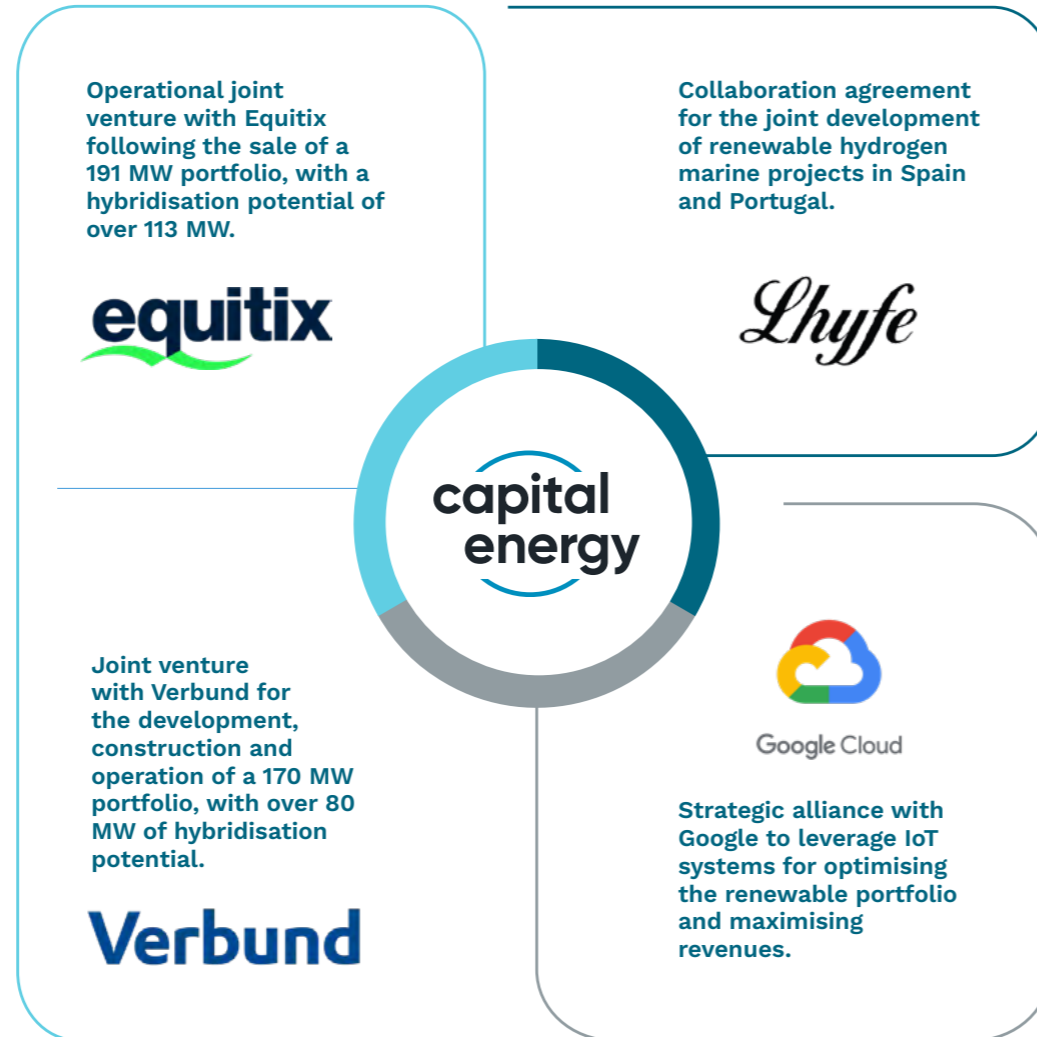 Operational joint
venture with Equitix
following the sale of a
191 MW portfolio, with a
hybridisation potential of
over 113 MW.
equitix
Collaboration agreement
for the joint development
of renewable hydrogen
marine projects in Spain
and Portugal.
Lhyfe
capital
energy
Joint venture
with Verbund for
the development,
construction and
operation of a 170 MW
portfolio, with over 80
MW of hybridisation
potential.
Verbund
Google Cloud
Strategic alliance with
Google to leverage IoT
systems for optimising
the renewable portfolio
and maximising
revenues.